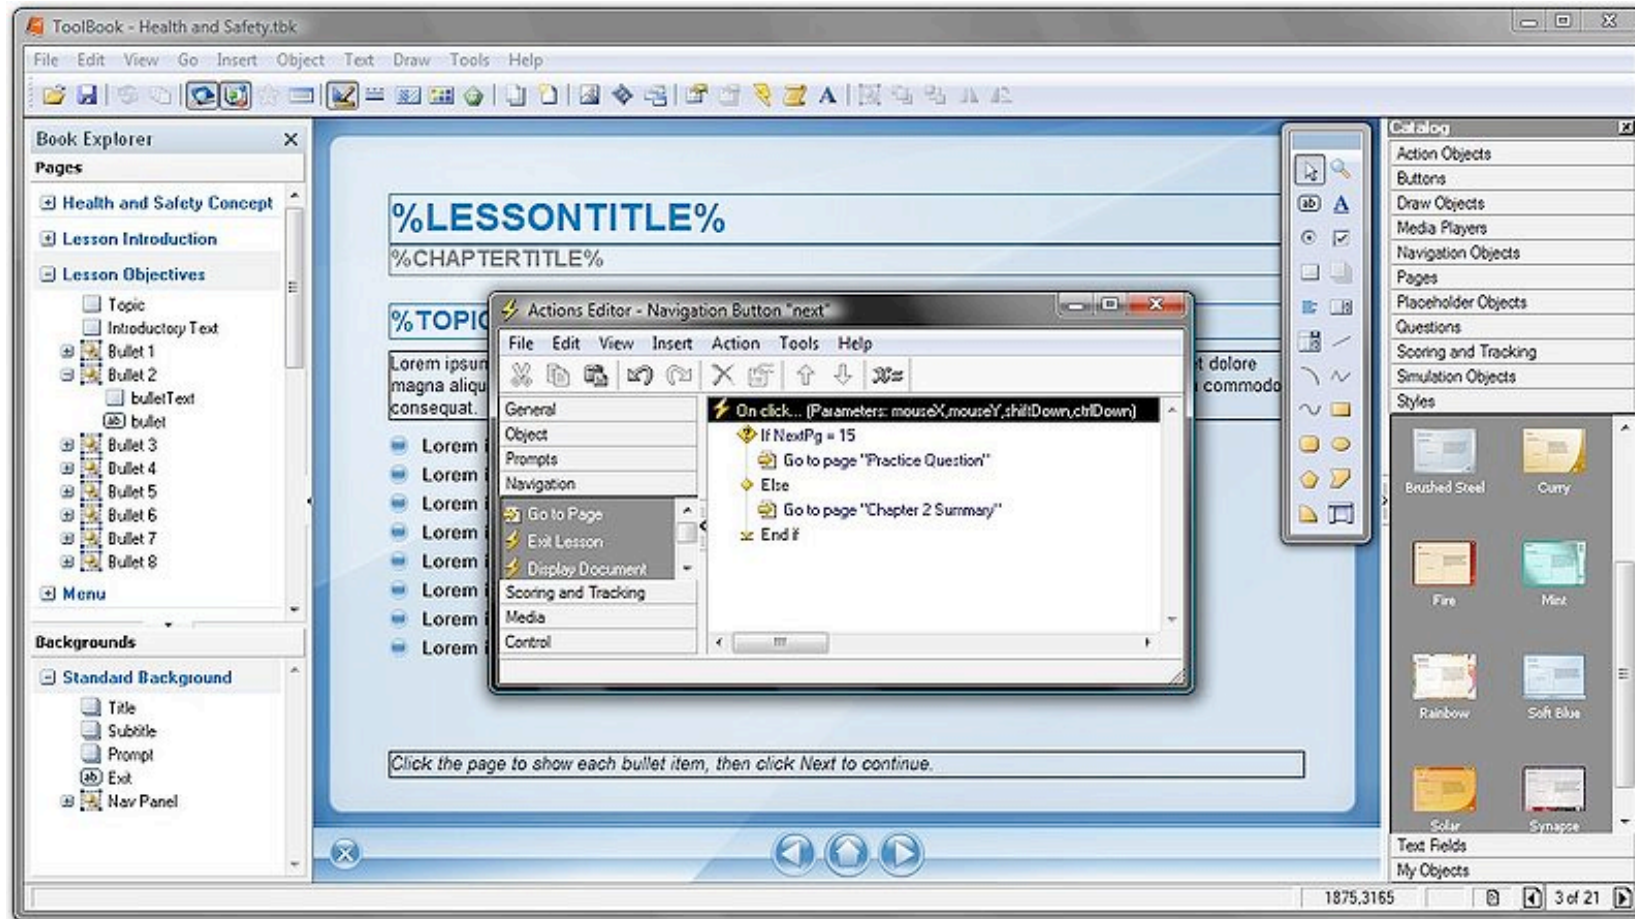 ToolBook - Health and Safety.tbk
File Edit View Go Insert Object Text Draw Tools Help
Book Explorer
Pages
Health and Safety Concept
Lesson Introduction
Lesson Objectives
Topic
Introductory Text
Bullet 1
Bullet 2
bulletText
ab bullet
Bullet 3
Bullet 4
Bullet 5
Bullet 6
Bullet 7
Bullet 8
Menu
Backgrounds
Standard Background
Title
Subtitle
Prompt
ab Exit
Nav Panel
%LESSONTITLE%
%CHAPTERTITLE%
%TOPIC
Lorem ipsum
et dolore
magna aliqu
commodo
consequat.
Lorem i
Lorem i
Lorem i
Lorem i
Lorem i
Lorem i
Lorem i
Lorem i
Click the page to show each bullet item, then click Next to continue.
Actions Editor - Navigation Button "next"
File Edit View Insert Action Tools Help
General
Object
Prompts
Navigation
Go to Page
Exit Lesson
Display Document
Scoring and Tracking
Media
Control
On click... (Parameters: mouseX,mouseY,shiftDown,ctrlDown)
If NextPg = 15
Go to page "Practice Question"
Else
Go to page "Chapter 2 Summary"
End if
ab A
Catalog
Action Objects
Buttons
Draw Objects
Media Players
Navigation Objects
Pages
Placeholder Objects
Questions
Scoring and Tracking
Simulation Objects
Styles
Brushed Steel Curry
Fire Mint
Rainbow Soft Blue
Solar Synapse
Text Fields
My Objects
1875,3165 3 of 21